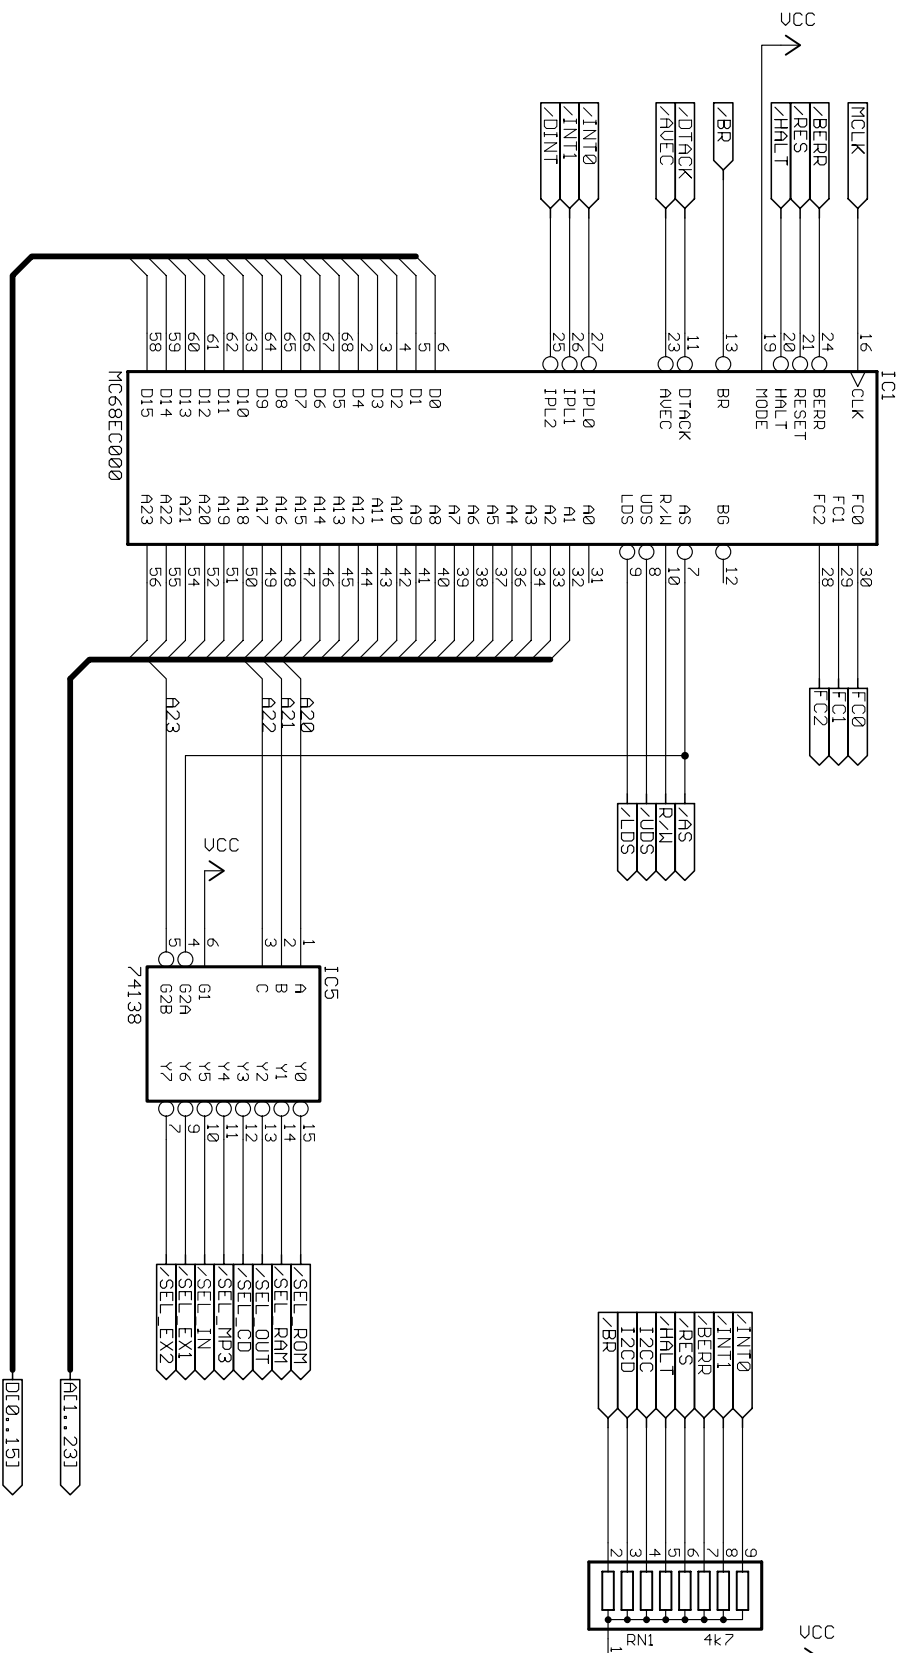 VCC
MCLK
/BERR
/RES
/HALT
/BR
/DTACK
/AVEC
/INT0
/INT1
/DINT
IC1
16
24
21
20
19
13
11
23
27
26
25
6
5
4
3
2
68
67
66
65
64
63
62
61
60
59
58
CLK
BERR
RESET
HALT
MODE
BR
DTACK
AVEC
IPL0
IPL1
IPL2
D0
D1
D2
D3
D4
D5
D6
D7
D8
D9
D10
D11
D12
D13
D14
D15
MC68EC000
FC0
FC1
FC2
BG
AS
R/W
UDS
LDS
A0
A1
A2
A3
A4
A5
A6
A7
A8
A9
A10
A11
A12
A13
A14
A15
A16
A17
A18
A19
A20
A21
A22
A23
30
29
28
12
7
10
8
9
31
32
33
34
36
37
38
39
40
41
42
43
44
45
46
47
48
49
50
51
52
54
55
56
FC0
FC1
FC2
/AS
R/W
/UDS
/LDS
A20
A21
A22
A23
VCC
IC5
1
2
3
6
4
5
A
B
C
G1
G2A
G2B
74138
Y0
Y1
Y2
Y3
Y4
Y5
Y6
Y7
15
14
13
12
11
10
9
7
/SEL_ROM
/SEL_RAM
/SEL_OUT
/SEL_CD
/SEL_MP3
/SEL_IN
/SEL_EX1
/SEL_EX2
A[1..23]
D[0..15]
/INT0
/INT1
/BERR
/RES
/HALT
I2CC
I2CD
/BR
9
8
7
6
5
4
3
2
1
RN1
4k7
VCC